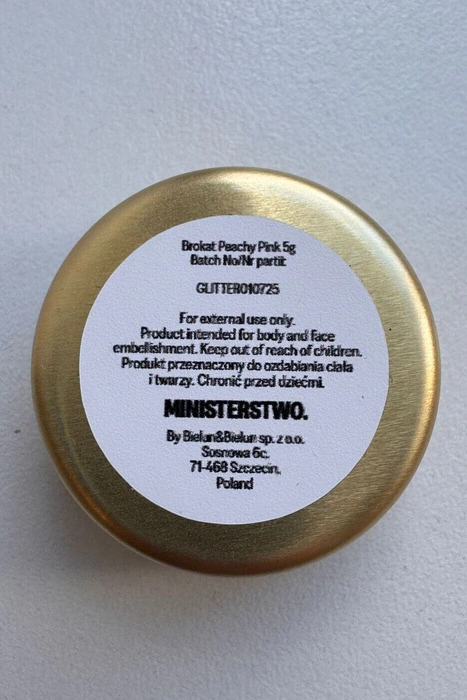 Brokat Peachy Pink 5g
Batch No/Nr partii:
GLITTER010725
For external use only.
Product intended for body and face
embellishment. Keep out of reach of children.
Produkt przeznaczony do ozdabiania ciała
i twarzy. Chronić przed dziećmi.
MINISTERSTWO.
By Bielun&Bielun sp. z o.o.
Sosnowa 6c.
71-468 Szczecin,
Poland